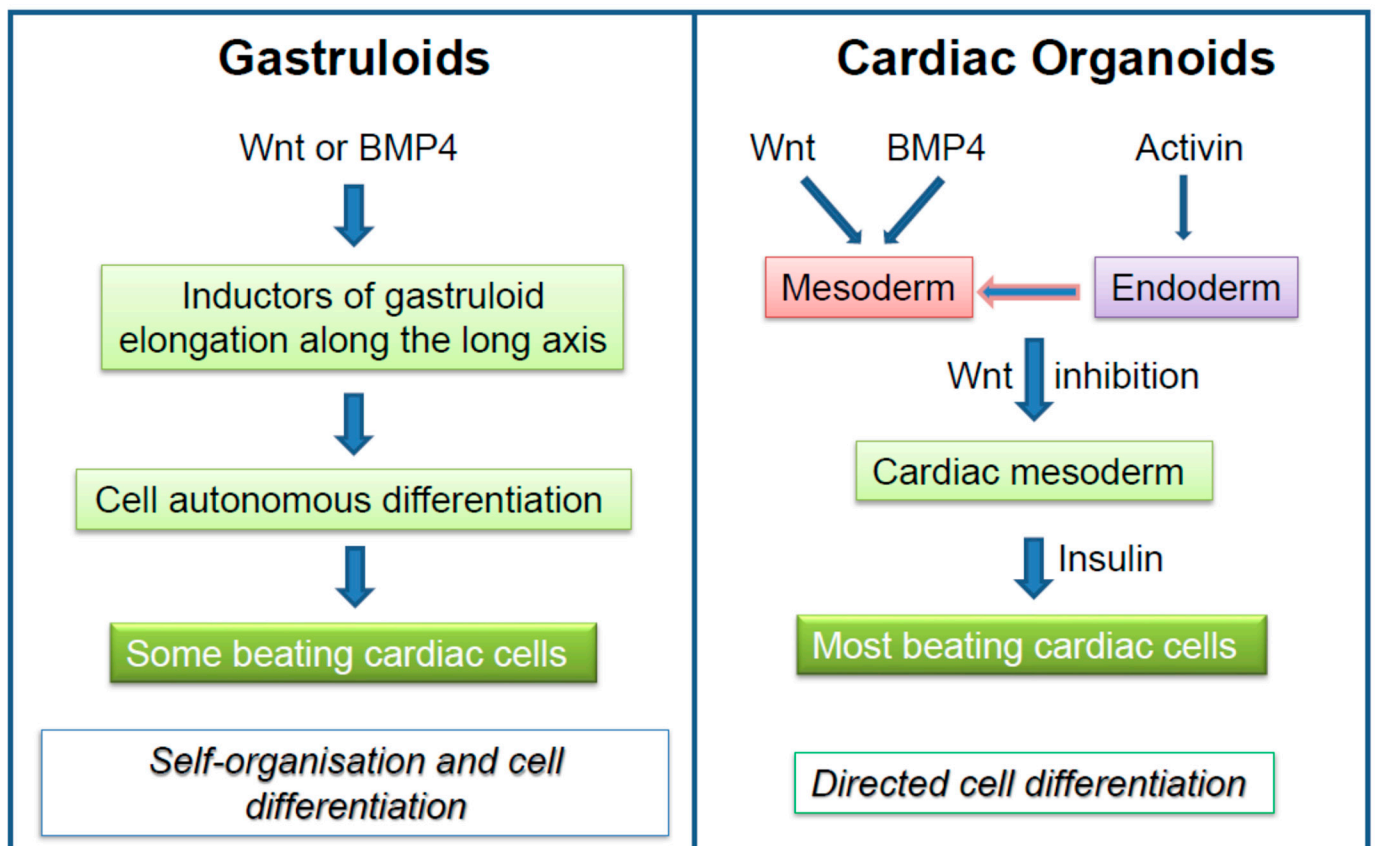 Gastruloids
Wnt or BMP4
Inductors of gastruloid
elongation along the long axis
Cell autonomous differentiation
Some beating cardiac cells
Self-organisation and cell
differentiation
Cardiac Organoids
Wnt
BMP4
Activin
Mesoderm
Endoderm
Wnt inhibition
Cardiac mesoderm
Insulin
Most beating cardiac cells
Directed cell differentiation